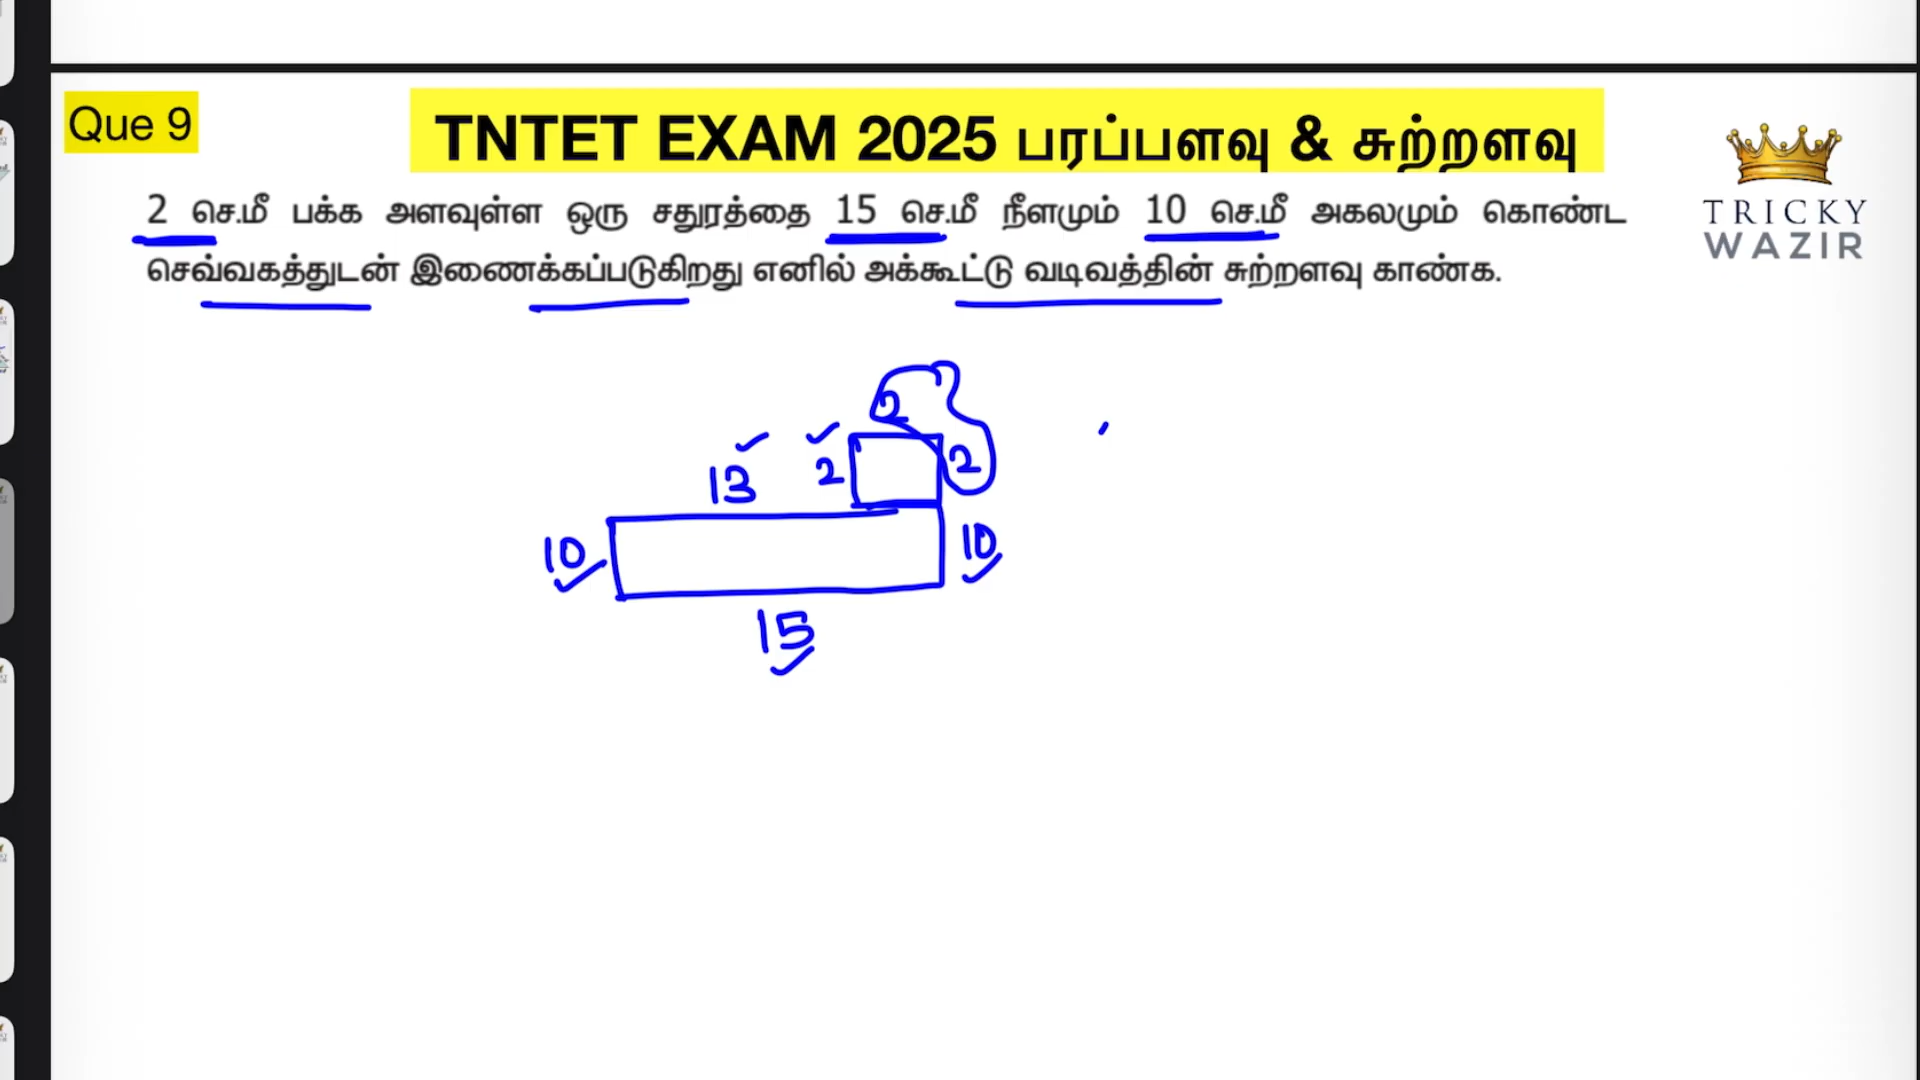 Que 9
TNTET EXAM 2025 பரப்பளவு & சுற்றளவு
TRICKY
WAZIR
2 செ.மீ பக்க அளவுள்ள ஒரு சதுரத்தை 15 செ.மீ நீளமும் 10 செ.மீ அகலமும் கொண்ட
செவ்வகத்துடன் இணைக்கப்படுகிறது எனில் அக்கூட்டு வடிவத்தின் சுற்றளவு காண்க.
2
13 2 2
10 10
15